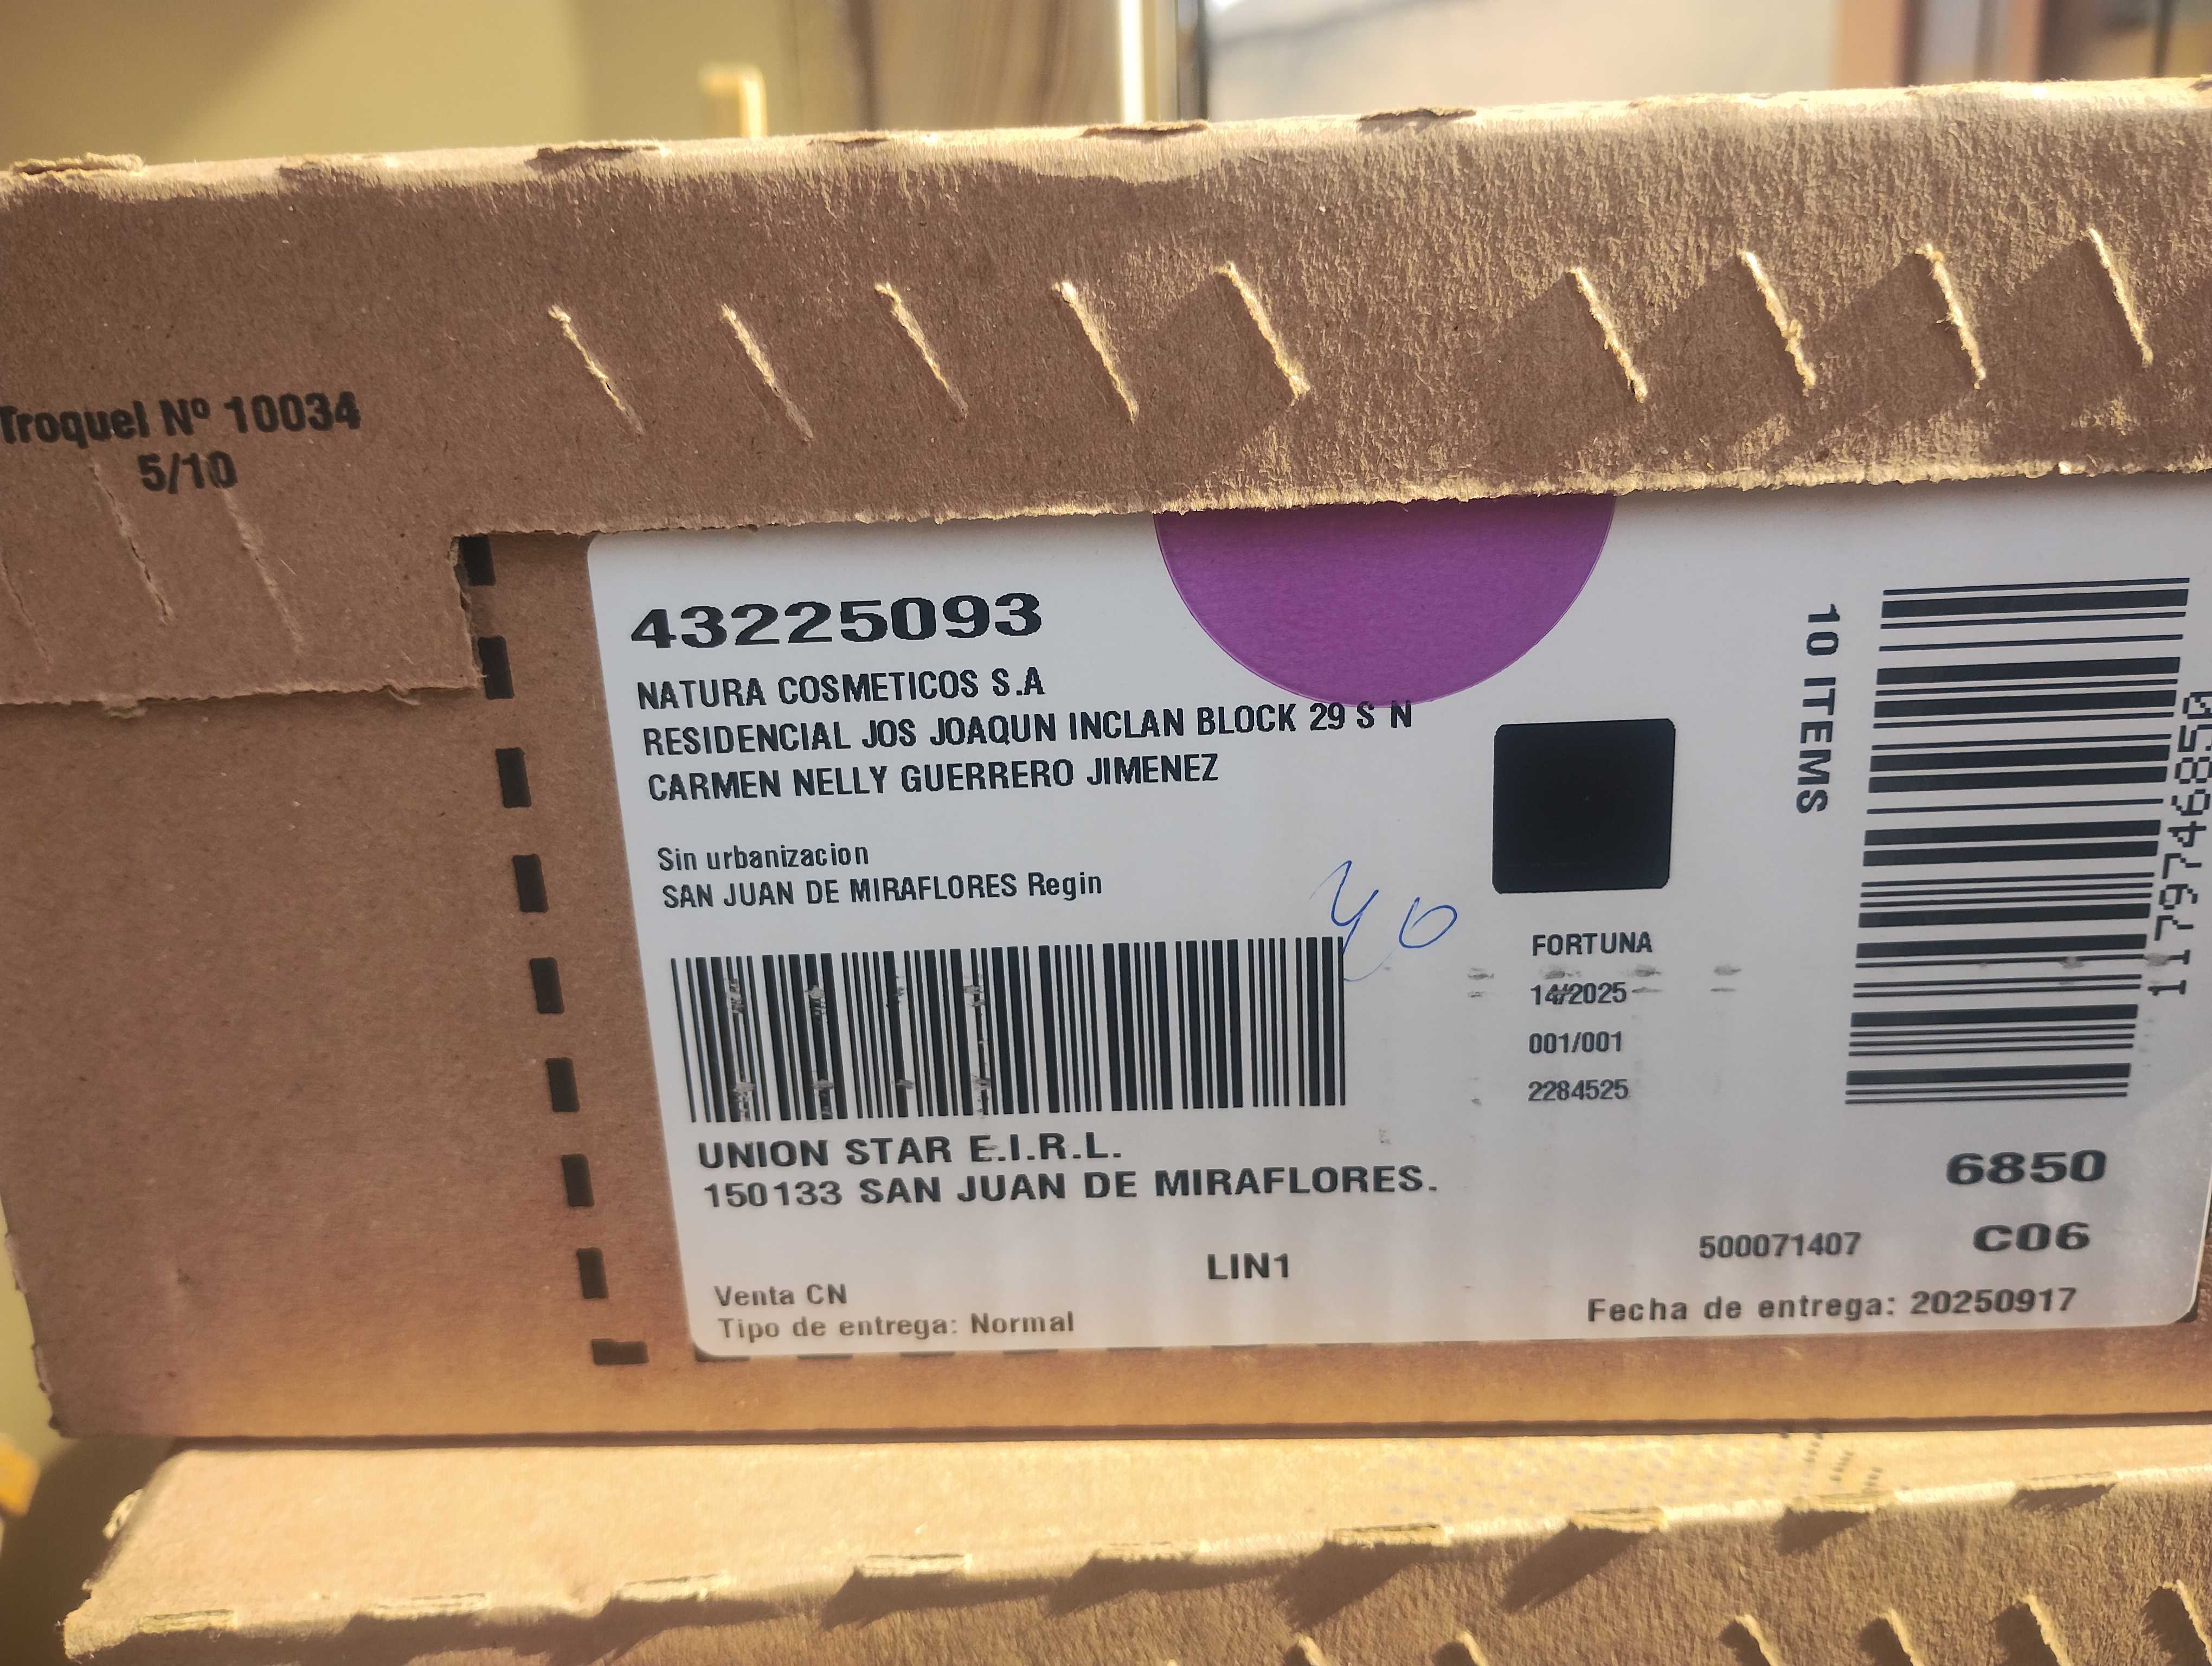 Troquel Nº 10034
5/10
43225093
NATURA COSMETICOS S.A
RESIDENCIAL JOS JOAQUN INCLAN BLOCK 29 S N
CARMEN NELLY GUERRERO JIMENEZ
Sin urbanizacion
SAN JUAN DE MIRAFLORES Regin
10 ITEMS
1179746850
FORTUNA
14/2025
001/001
2284525
UNION STAR E.I.R.L.
150133 SAN JUAN DE MIRAFLORES.
6850
500071407 C06
LIN1
Venta CN
Tipo de entrega: Normal
Fecha de entrega: 20250917